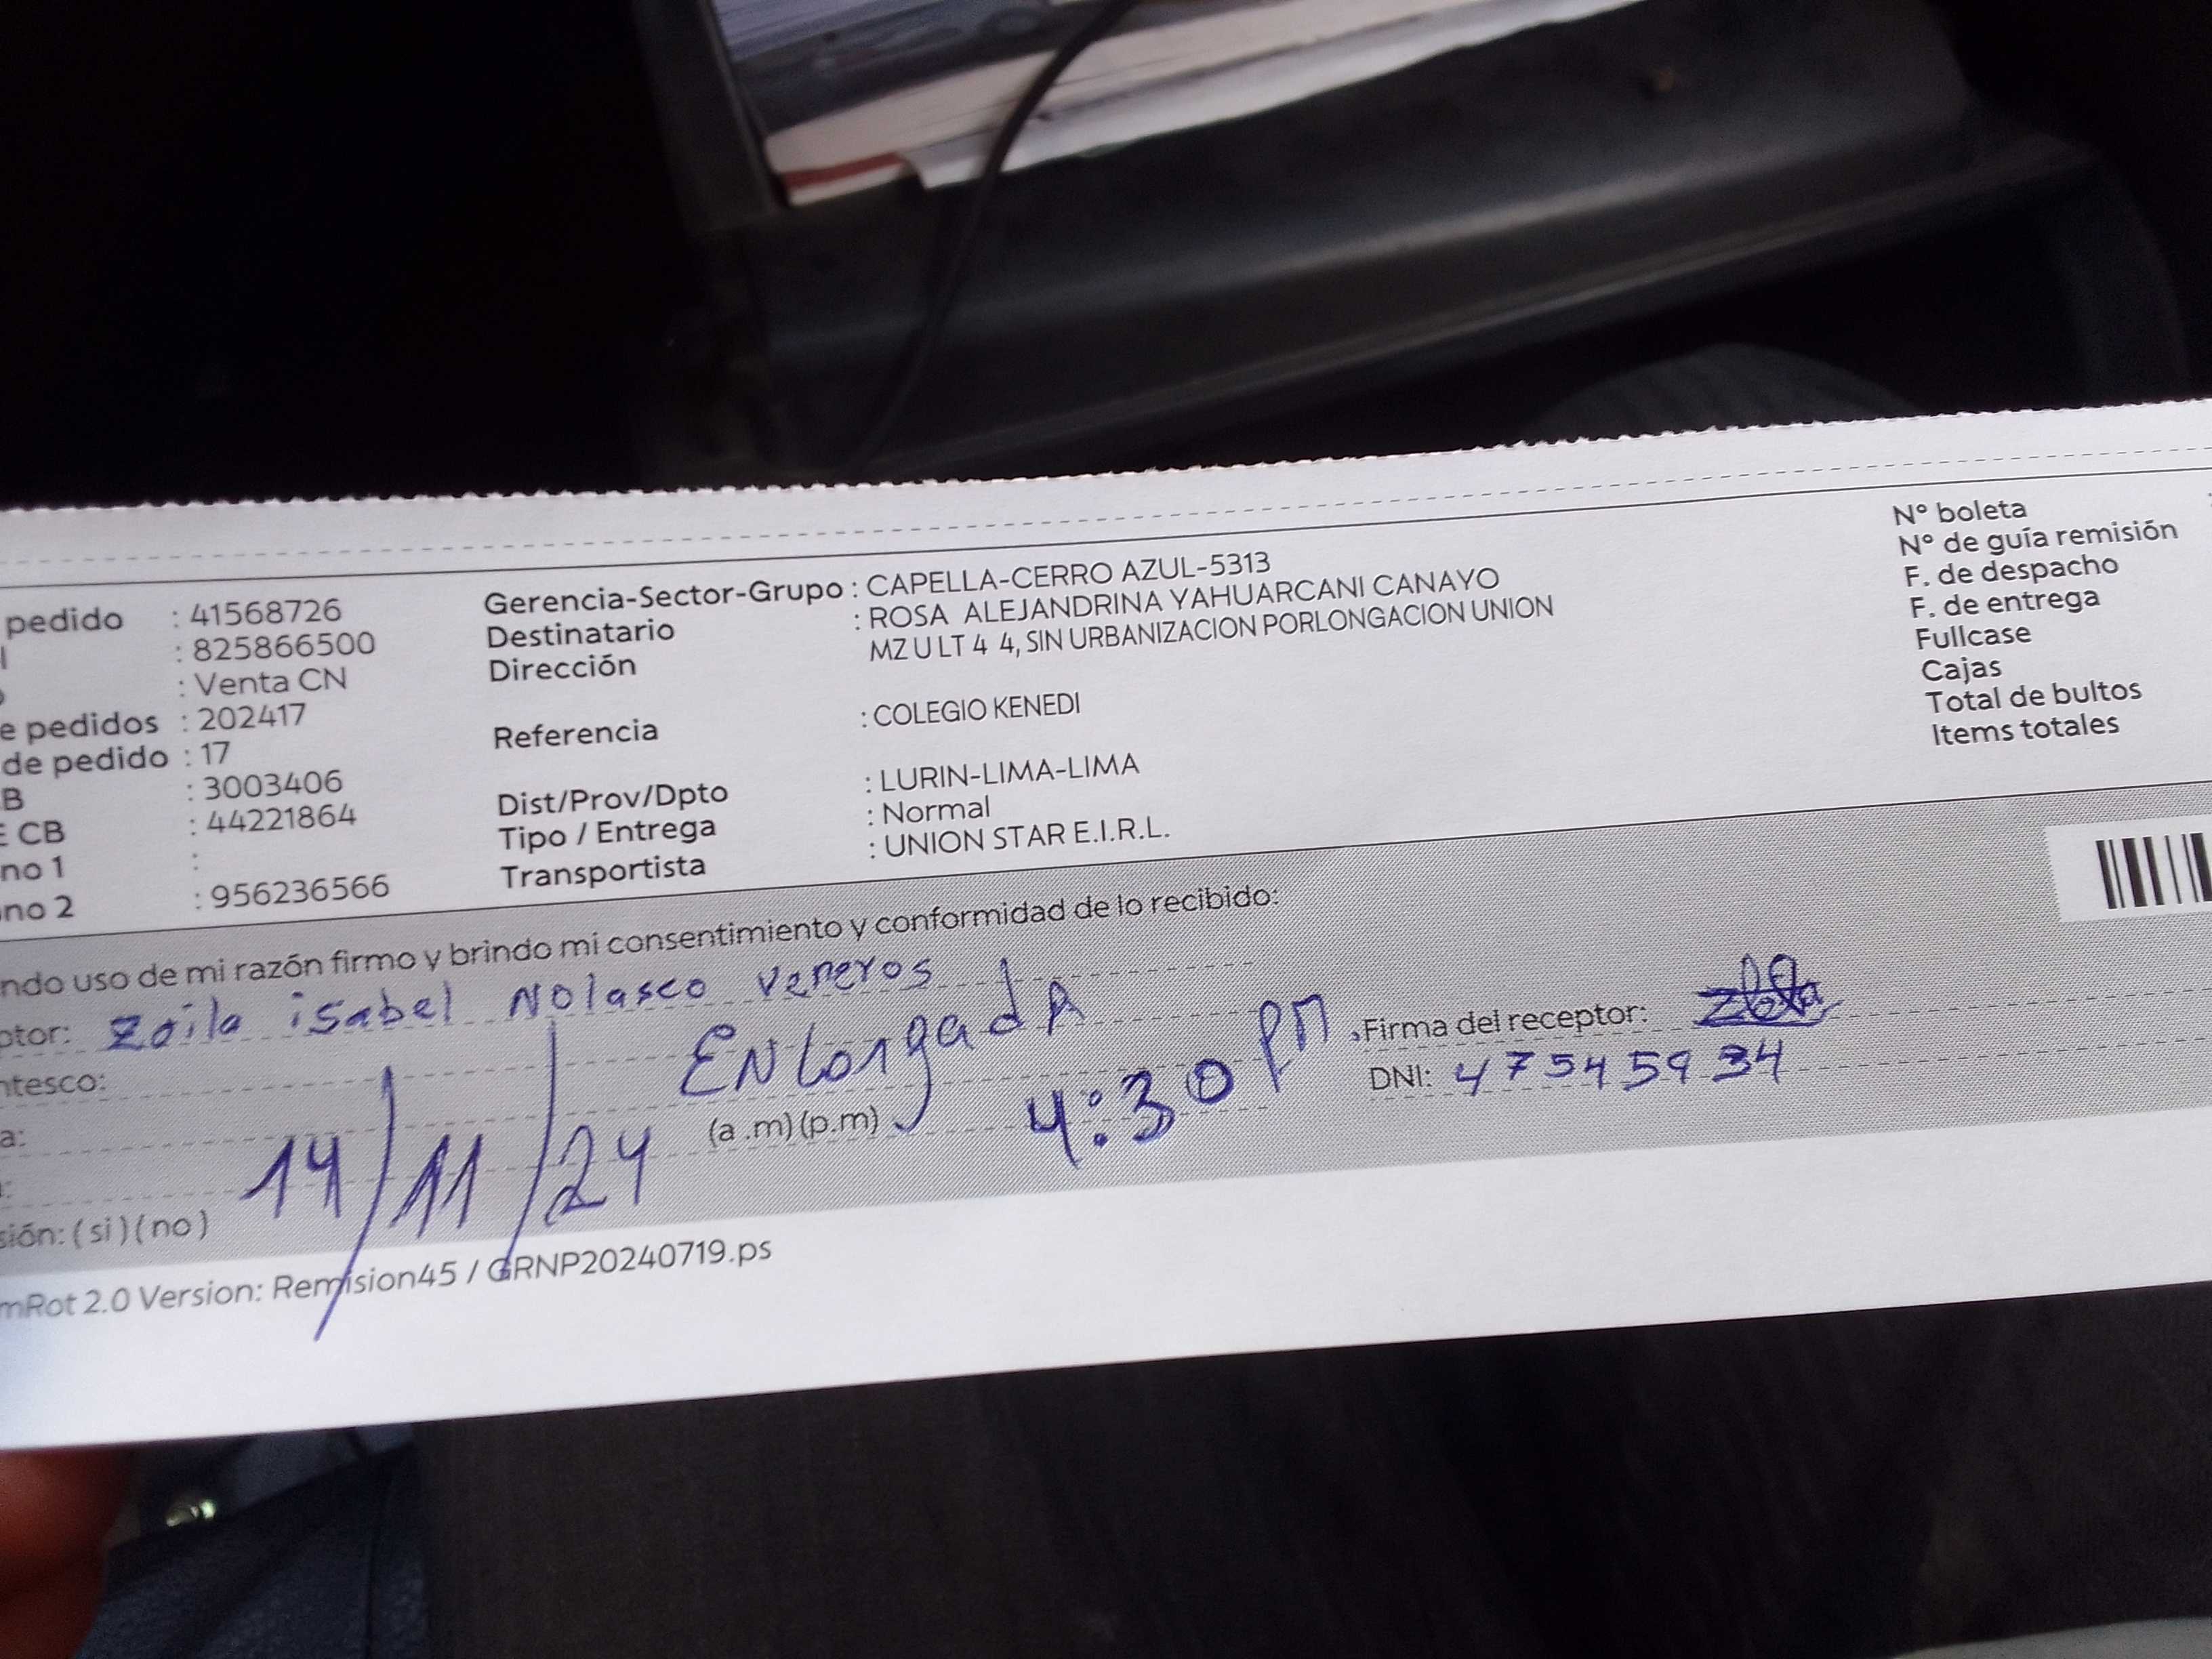 pedido : 41568726
: 825866500
: Venta CN
e pedidos : 202417
de pedido : 17
B : 3003406
E CB : 44221864
no 1 :
no 2 : 956236566
Gerencia-Sector-Grupo : CAPELLA-CERRO AZUL-5313
Destinatario : ROSA ALEJANDRINA YAHUARCANI CANAYO
Dirección MZ U LT 4 4, SIN URBANIZACION PORLONGACION UNION
Referencia : COLEGIO KENEDI
Dist/Prov/Dpto : LURIN-LIMA-LIMA
Tipo / Entrega : Normal
Transportista : UNION STAR E.I.R.L.
N° boleta
N° de guía remisión
F. de despacho
F. de entrega
Fullcase
Cajas
Total de bultos
Items totales
ndo uso de mi razón firmo y brindo mi consentimiento y conformidad de lo recibido:
ptor: Zoila isabel Nolasco veneros
ntesco:
a:
(a .m) (p.m) 4:30 PM
14/11/24
sión: ( si ) ( no )
Firma del receptor:
DNI: 47545934
mRot 2.0 Version: Remision45 / GRNP20240719.ps